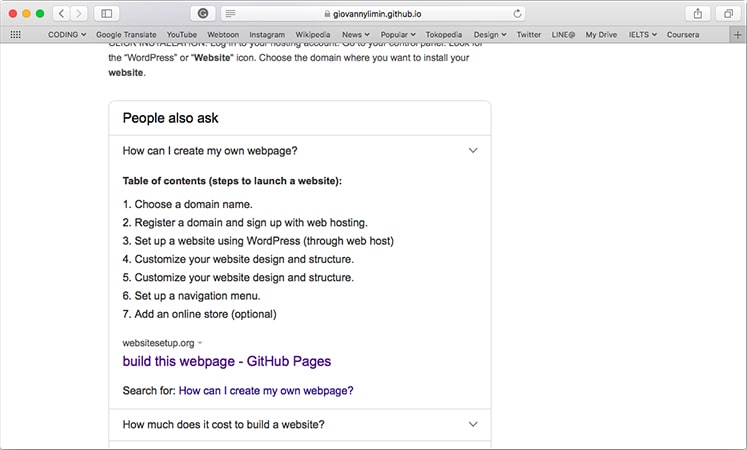 giovannylimin.github.io
CODING Google Translate YouTube Webtoon Instagram Wikipedia News Popular Tokopedia Design Twitter LINE@ My Drive IELTS Coursera
CLICK INSTALLATION. Log in to your hosting account. Go to your control panel. Look for
the “WordPress” or “Website” icon. Choose the domain where you want to install your
website.
People also ask
How can I create my own webpage?
Table of contents (steps to launch a website):
1. Choose a domain name.
2. Register a domain and sign up with web hosting.
3. Set up a website using WordPress (through web host)
4. Customize your website design and structure.
5. Customize your website design and structure.
6. Set up a navigation menu.
7. Add an online store (optional)
websitesetup.org
build this webpage - GitHub Pages
Search for: How can I create my own webpage?
How much does it cost to build a website?